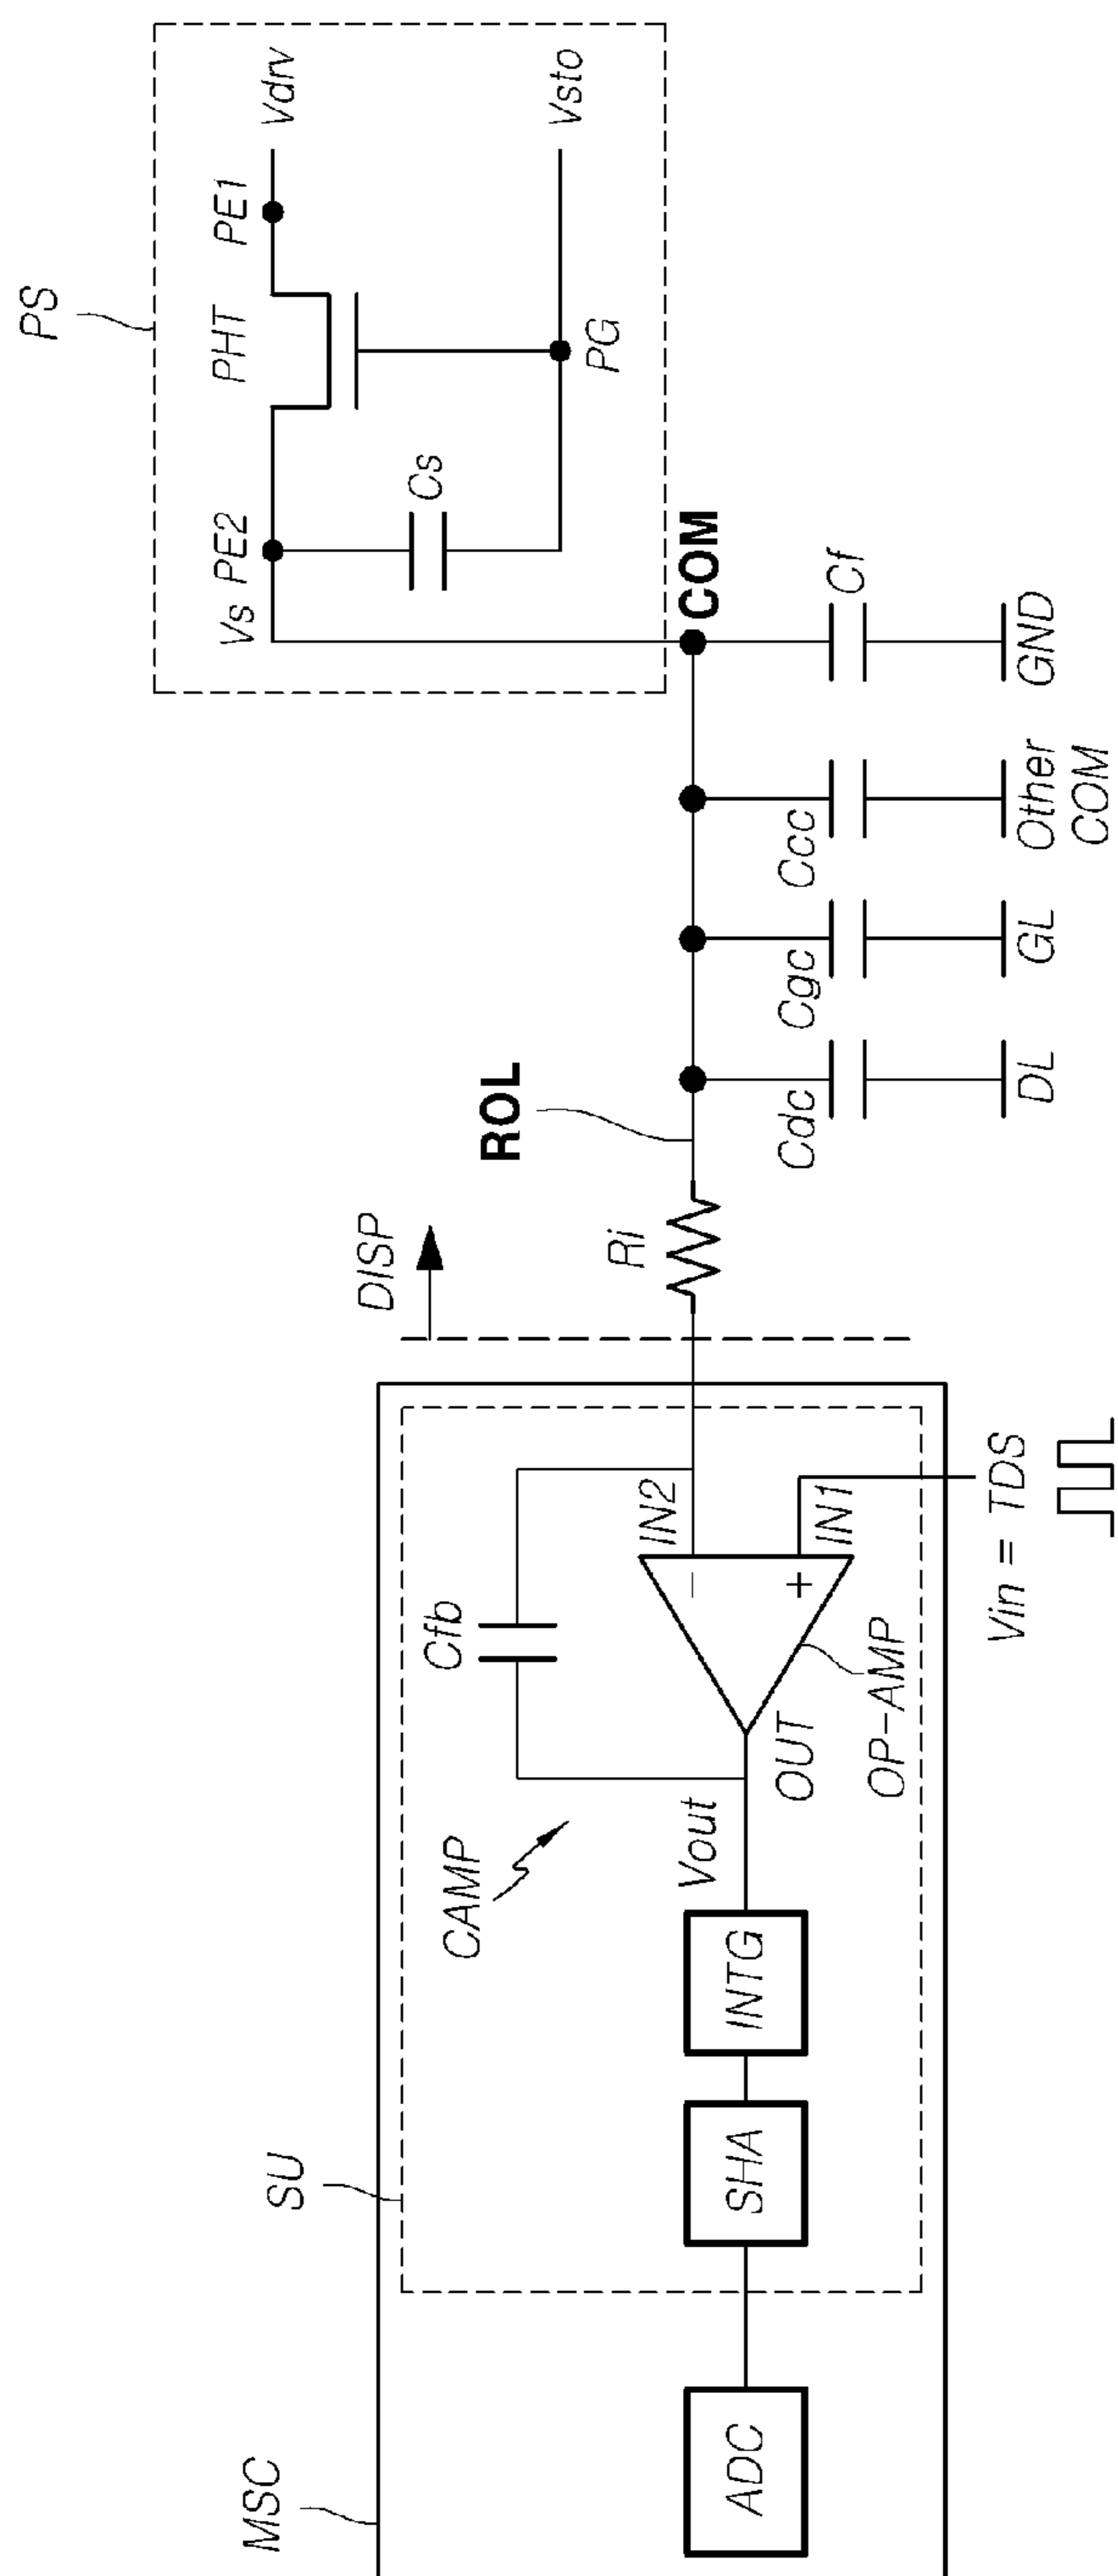 PS
Vdrv
PE1
PHT
Vs PE2
Cs
PG
Vsto
COM
Cf
GND
Ccc
Other
COM
Cgc
GL
Cdc
DL
ROL
Ri
DISP
MSC
SU
CAMP
Cfb
IN2
−
+
IN1
OUT
OP-AMP
Vin = TDS
Vout
INTG
SHA
ADC